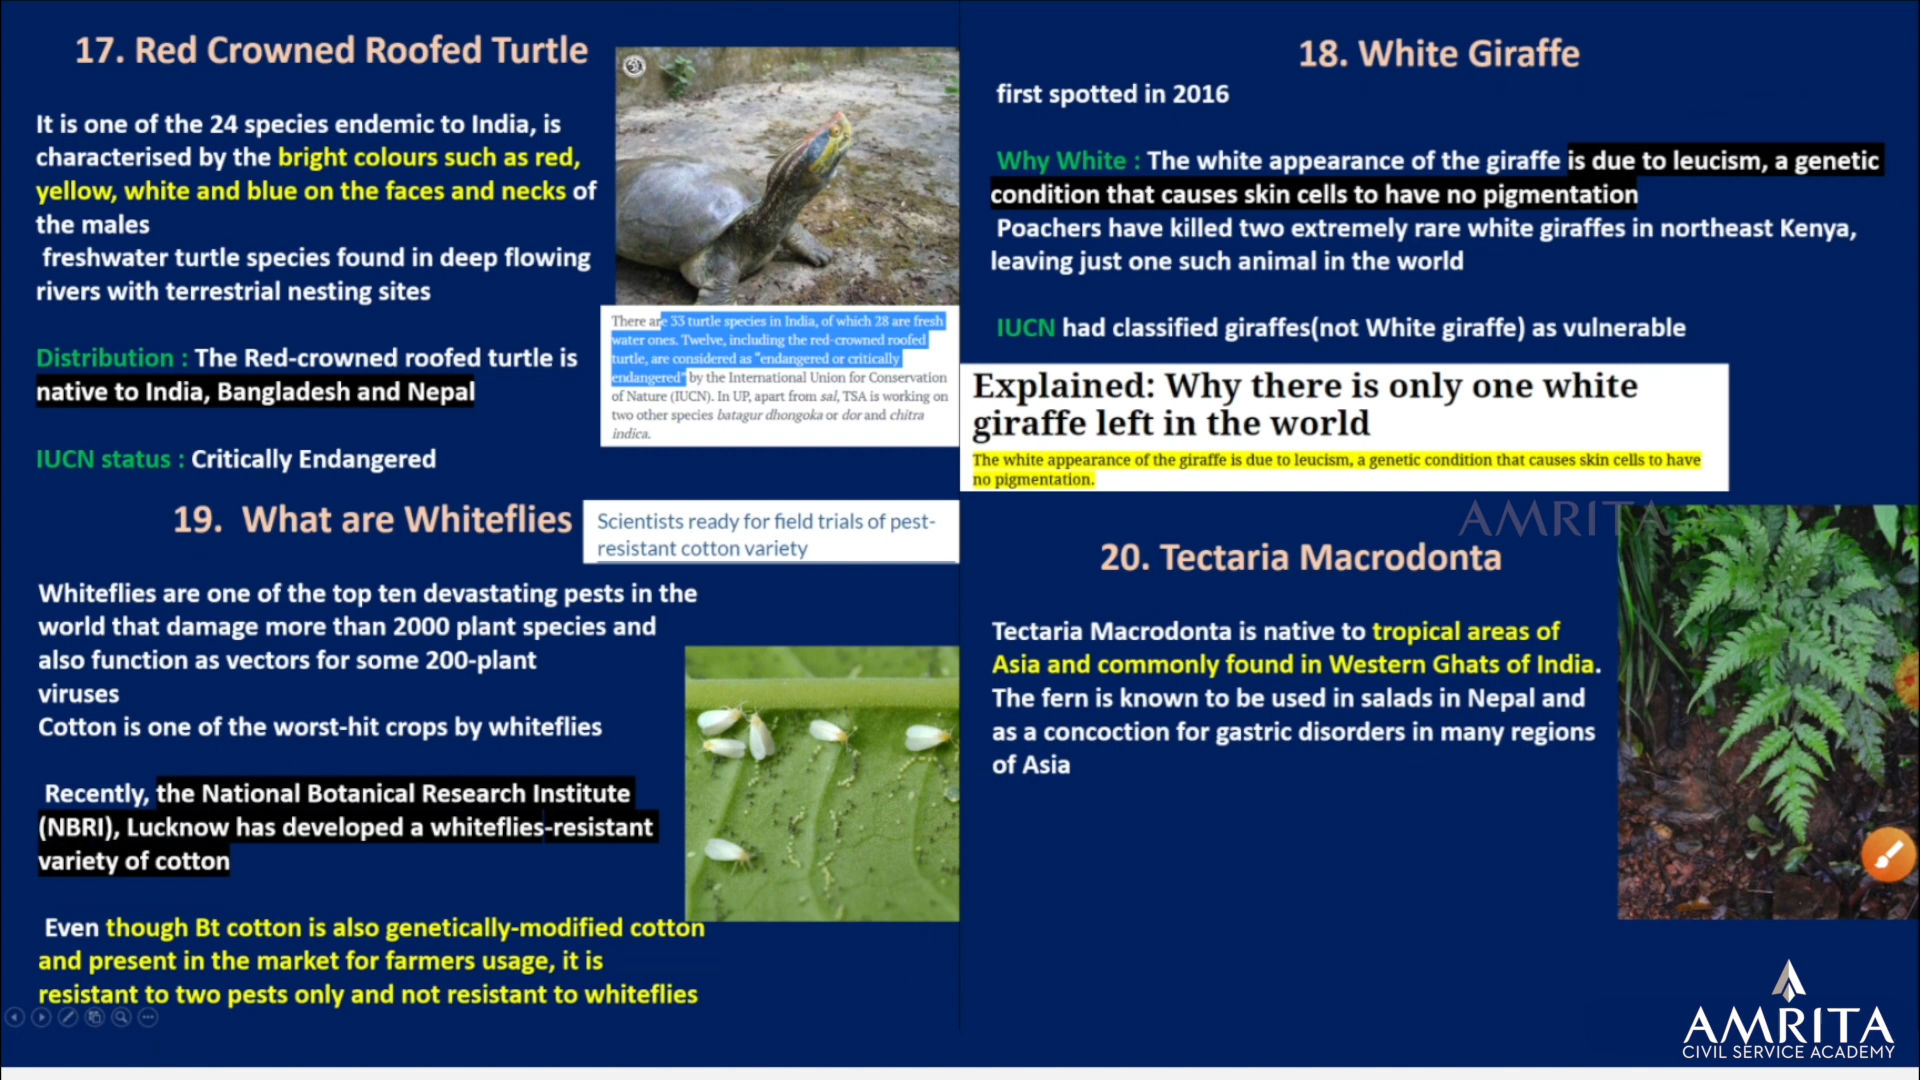 17. Red Crowned Roofed Turtle
It is one of the 24 species endemic to India, is
characterised by the bright colours such as red,
yellow, white and blue on the faces and necks of
the males
freshwater turtle species found in deep flowing
rivers with terrestrial nesting sites
Distribution : The Red-crowned roofed turtle is
native to India, Bangladesh and Nepal
IUCN status : Critically Endangered
There are 33 turtle species in India, of which 28 are fresh
water ones. Twelve, including the red-crowned roofed
turtle, are considered as "endangered or critically
endangered" by the International Union for Conservation
of Nature (IUCN). In UP, apart from sal, TSA is working on
two other species batagur dhongoka or dor and chitra
indica.
18. White Giraffe
first spotted in 2016
Why White : The white appearance of the giraffe is due to leucism, a genetic
condition that causes skin cells to have no pigmentation
Poachers have killed two extremely rare white giraffes in northeast Kenya,
leaving just one such animal in the world
IUCN had classified giraffes(not White giraffe) as vulnerable
Explained: Why there is only one white
giraffe left in the world
The white appearance of the giraffe is due to leucism, a genetic condition that causes skin cells to have
no pigmentation.
19. What are Whiteflies
Scientists ready for field trials of pest-
resistant cotton variety
Whiteflies are one of the top ten devastating pests in the
world that damage more than 2000 plant species and
also function as vectors for some 200-plant
viruses
Cotton is one of the worst-hit crops by whiteflies
Recently, the National Botanical Research Institute
(NBRI), Lucknow has developed a whiteflies-resistant
variety of cotton
Even though Bt cotton is also genetically-modified cotton
and present in the market for farmers usage, it is
resistant to two pests only and not resistant to whiteflies
AMRITA
20. Tectaria Macrodonta
Tectaria Macrodonta is native to tropical areas of
Asia and commonly found in Western Ghats of India.
The fern is known to be used in salads in Nepal and
as a concoction for gastric disorders in many regions
of Asia
AMRITA
CIVIL SERVICE ACADEMY